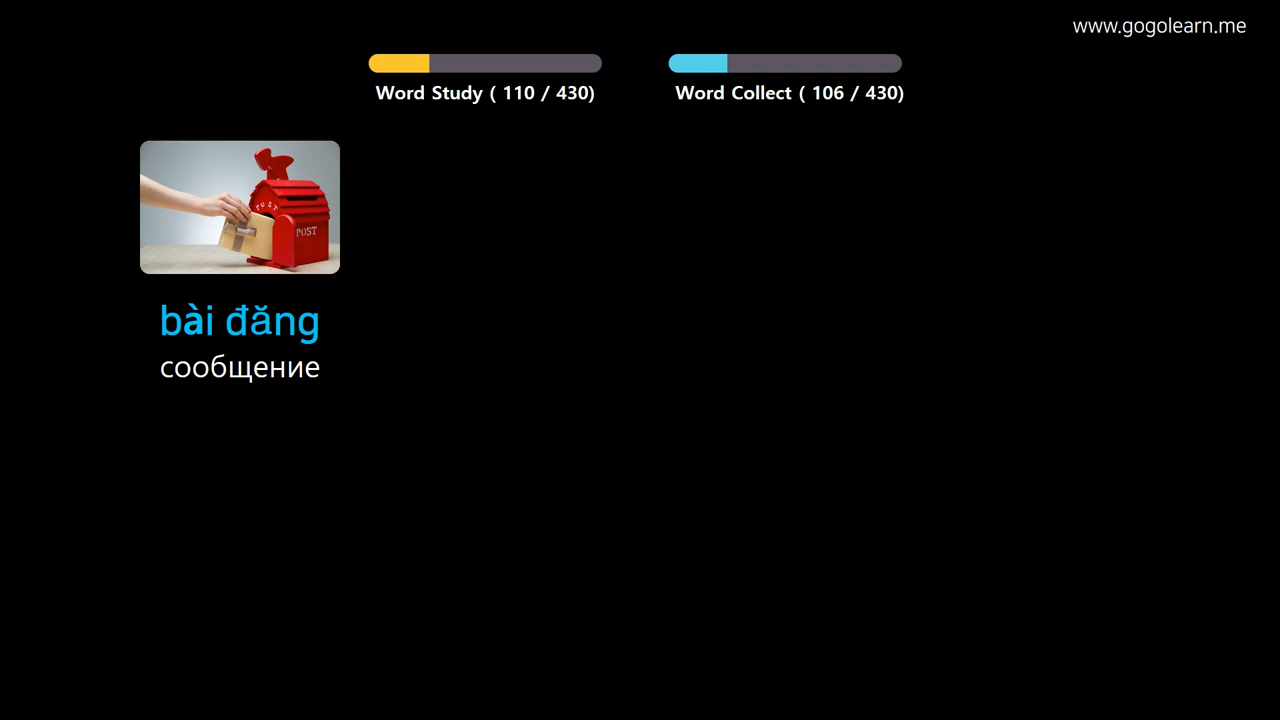 www.gogolearn.me
Word Study ( 110 / 430)
Word Collect ( 106 / 430)
POST
POST
bài đăng
сообщение